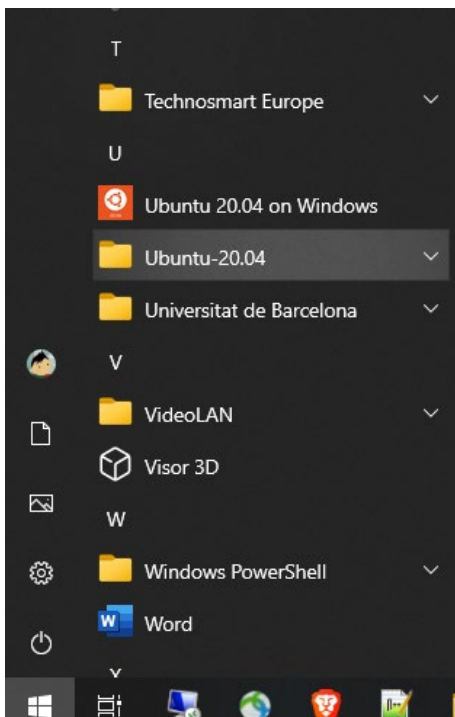 T
Technosmart Europe
U
Ubuntu 20.04 on Windows
Ubuntu-20.04
Universitat de Barcelona
V
VideoLAN
Visor 3D
W
Windows PowerShell
Word